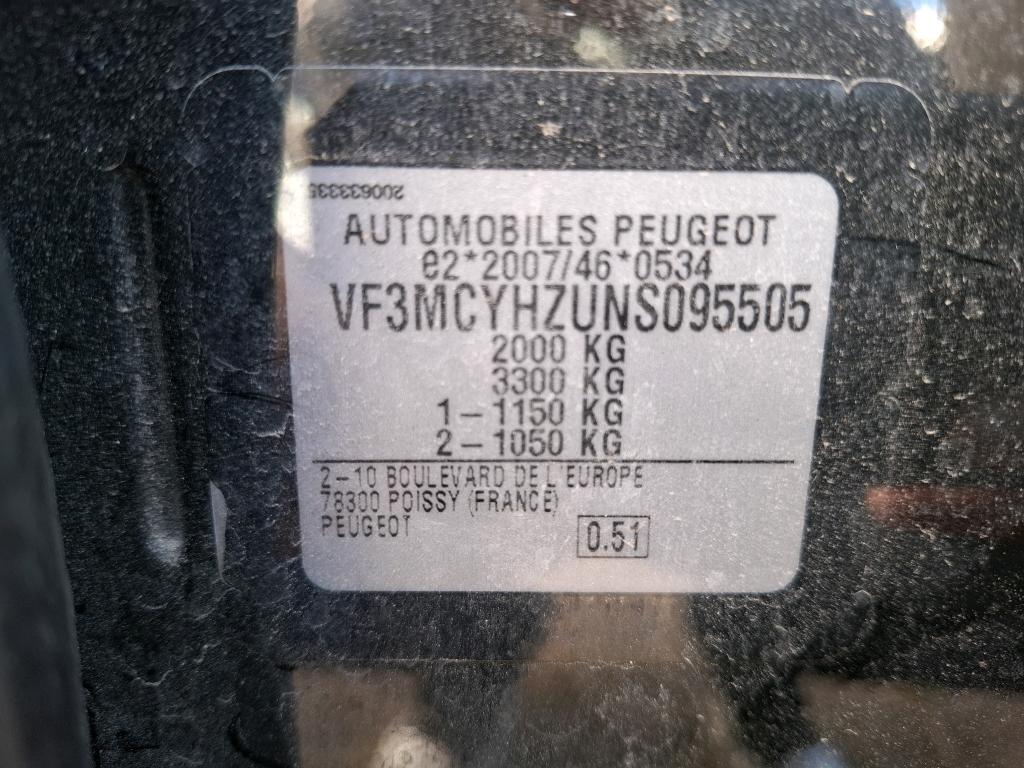 200633335
AUTOMOBILES PEUGEOT
e2*2007/46*0534
VF3MCYHZUNS095505
2000 KG
3300 KG
1 – 1150 KG
2 – 1050 KG
2–10 BOULEVARD DE L'EUROPE
78300 POISSY (FRANCE)
PEUGEOT
0.51